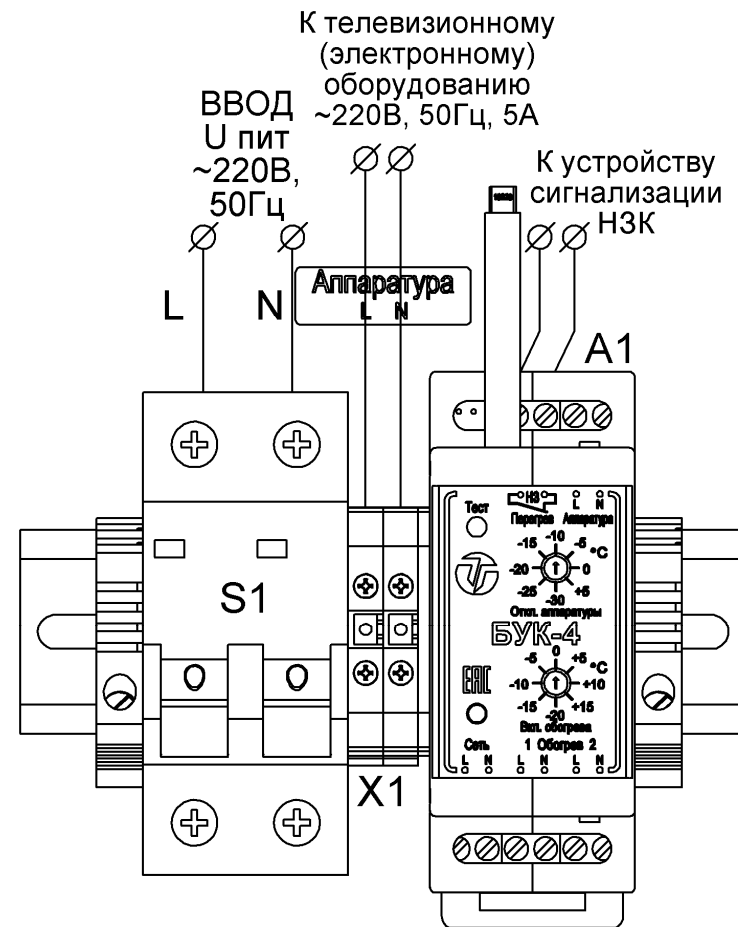 К телевизионному
(электронному)
оборудованию
~220В, 50Гц, 5А
ВВОД
U пит
~220В,
50Гц
К устройству
сигнализации
НЗК
L
N
Аппаратура
L N
А1
Тест
НЗ
L N
Перегрев Аппаратура
-10
-15 -5
°C
-20 0
-25 +5
-30
Откл. аппаратуры
S1
БУК-4
0
-5 +5
°C
EAC
-10 +10
-15 +15
-20
Вкл. обогрева
Сеть 1 Обогрев 2
L N L N L N
X1